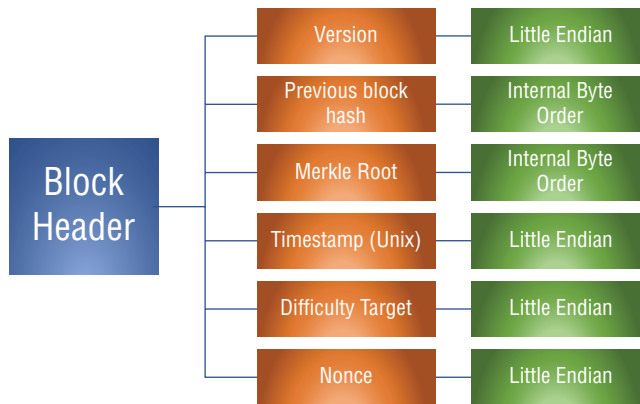 Block
Header
Version
Little Endian
Previous block
hash
Internal Byte
Order
Merkle Root
Internal Byte
Order
Timestamp (Unix)
Little Endian
Difficulty Target
Little Endian
Nonce
Little Endian